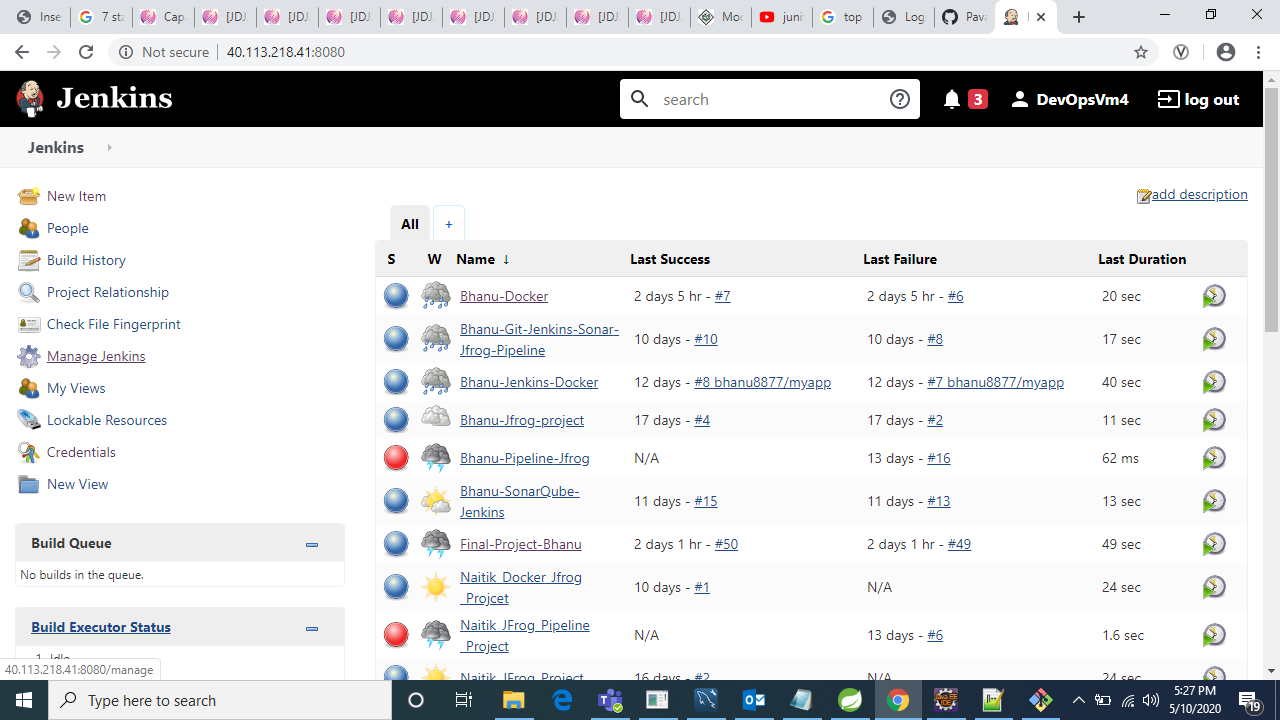 Inse
7 sta
Cap
[JDJ
[JDJ
[JDJ
[JDJ
[JDJ
[JDJ
[JDJ
[JDJ
Moc
junit
top
Log
Pava
Not secure
40.113.218.41:8080
Jenkins
search
3
DevOpsVm4
log out
Jenkins
New Item
People
Build History
Project Relationship
Check File Fingerprint
Manage Jenkins
My Views
Lockable Resources
Credentials
New View
Build Queue
No builds in the queue.
Build Executor Status
1 Idle
add description
All +
S W Name ↓ Last Success Last Failure Last Duration
Bhanu-Docker 2 days 5 hr - #7 2 days 5 hr - #6 20 sec
Bhanu-Git-Jenkins-Sonar-
Jfrog-Pipeline 10 days - #10 10 days - #8 17 sec
Bhanu-Jenkins-Docker 12 days - #8 bhanu8877/myapp 12 days - #7 bhanu8877/myapp 40 sec
Bhanu-Jfrog-project 17 days - #4 17 days - #2 11 sec
Bhanu-Pipeline-Jfrog N/A 13 days - #16 62 ms
Bhanu-SonarQube-
Jenkins 11 days - #15 11 days - #13 13 sec
Final-Project-Bhanu 2 days 1 hr - #50 2 days 1 hr - #49 49 sec
Naitik_Docker_Jfrog
_Projcet 10 days - #1 N/A 24 sec
Naitik_JFrog_Pipeline
_Project N/A 13 days - #6 1.6 sec
Naitik_JFrog_Project 16 days - #2 N/A 24 sec
40.113.218.41:8080/manage
Type here to search
5:27 PM
5/10/2020
19